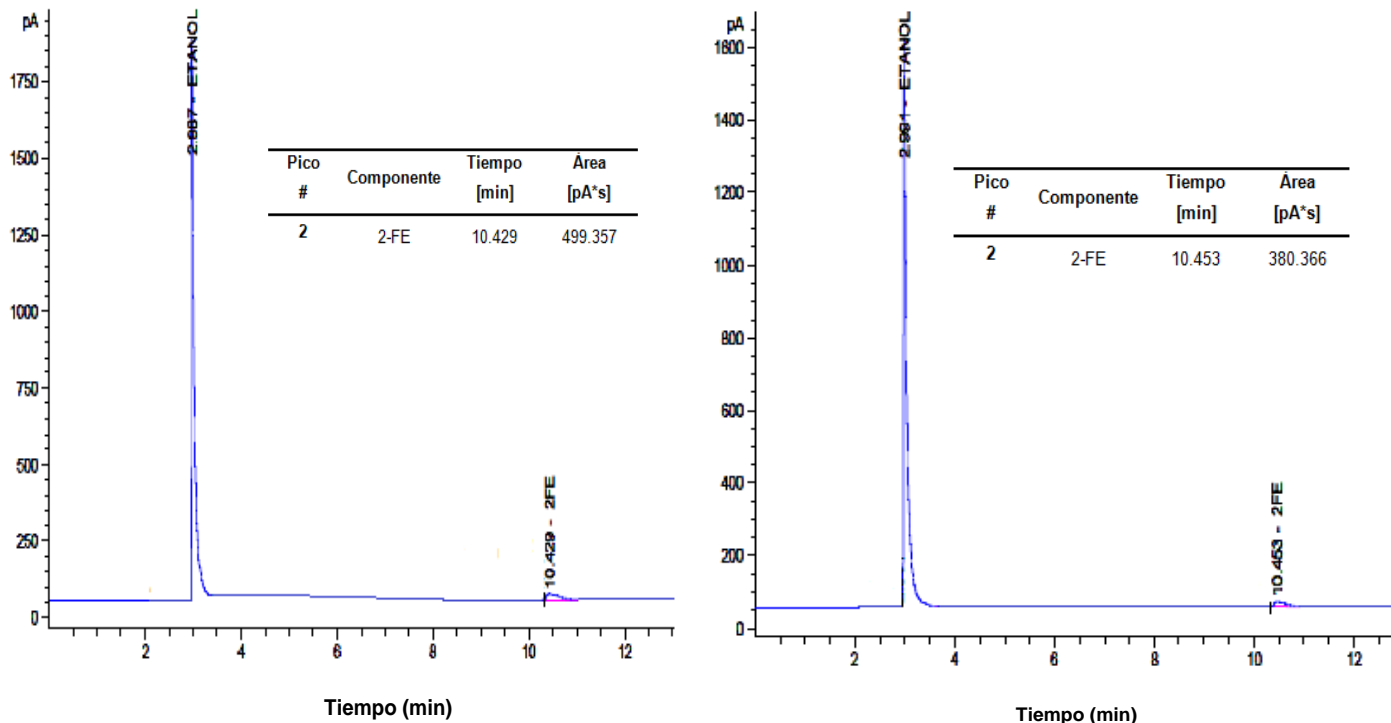 pA
1750
1500
1250
1000
750
500
250
0
2 4 6 8 10 12
Tiempo (min)
ETANOL
10.429 - 2FE
Pico # Componente Tiempo [min] Área [pA*s]
2 2-FE 10.429 499.357
pA
1600
1400
1200
1000
800
600
400
200
0
2 4 6 8 10 12
Tiempo (min)
2.991 - ETANOL
10.453 - 2FE
Pico # Componente Tiempo [min] Área [pA*s]
2 2-FE 10.453 380.366